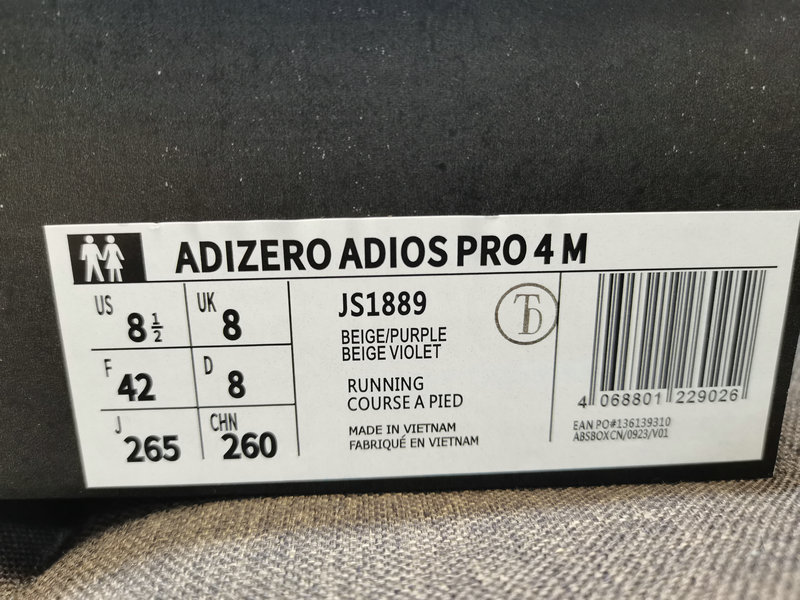 ADIZERO ADIOS PRO 4 M
US 8 1/2
UK 8
F 42
D 8
J 265
CHN 260
JS1889
BEIGE/PURPLE
BEIGE VIOLET
RUNNING
COURSE A PIED
MADE IN VIETNAM
FABRIQUÉ EN VIETNAM
TD
4 068801 229026
EAN PO#136139310
ABSBOXCN/0923/V01